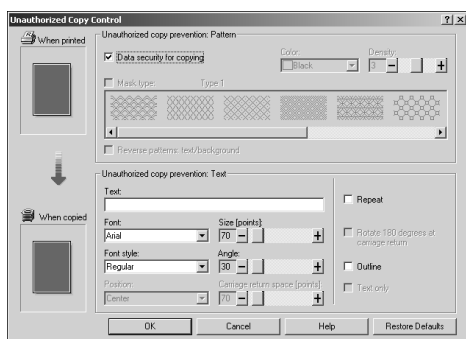 Unauthorized Copy Control
When printed
Unauthorized copy prevention: Pattern
Data security for copying
Color:
Black
Density:
3
Mask type:
Type 1
Reverse patterns: text/background
When copied
Unauthorized copy prevention: Text
Text:
Font:
Arial
Size [points]:
70
Font style:
Regular
Angle:
30
Position:
Center
Carriage return space [points]
70
Repeat
Rotate 180 degrees at
carriage return
Outline
Text only
OK
Cancel
Help
Restore Defaults